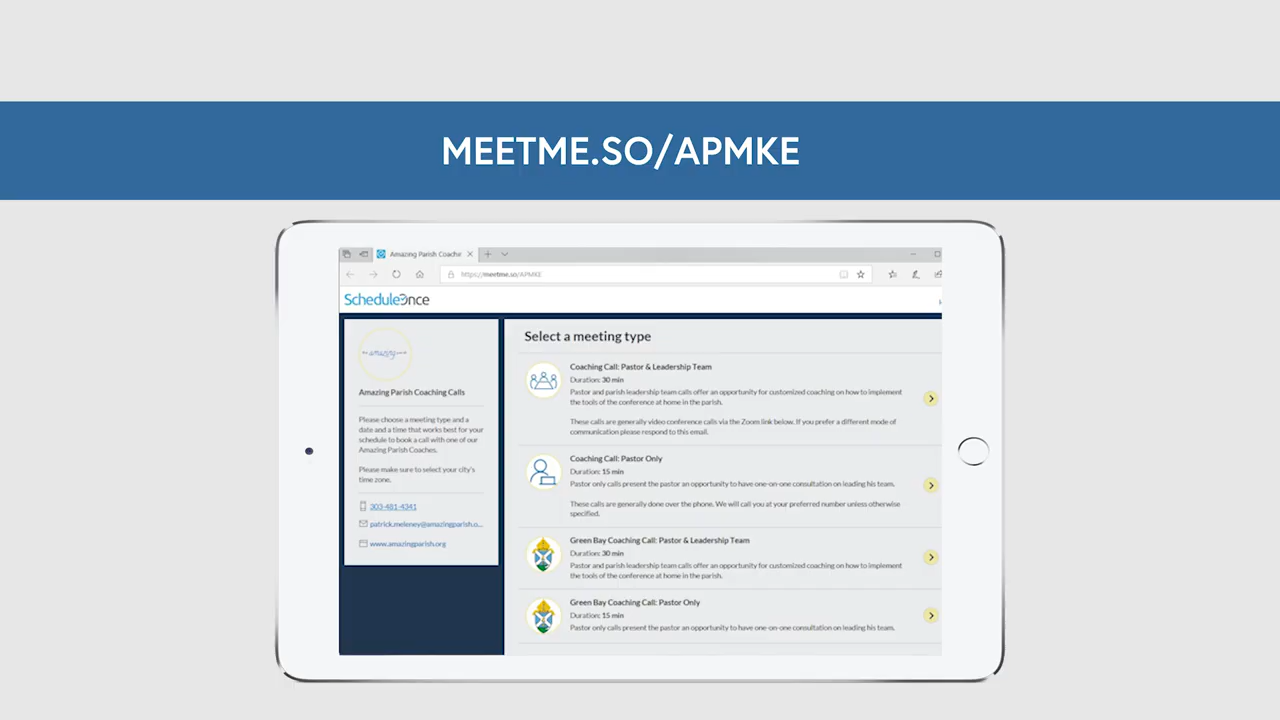 MEETME.SO/APMKE
Amazing Parish Coachin
https://meetme.so/APMKE
ScheduleOnce
amazing
Amazing Parish Coaching Calls
Please choose a meeting type and a
date and a time that works best for your
schedule to book a call with one of our
Amazing Parish Coaches.
Please make sure to select your city's
time zone.
303-481-4341
patrick.meleney@amazingparish.o...
www.amazingparish.org
Select a meeting type
Coaching Call: Pastor & Leadership Team
Duration: 30 min
Pastor and parish leadership team calls offer an opportunity for customized coaching on how to implement
the tools of the conference at home in the parish.
These calls are generally video conference calls via the Zoom link below. If you prefer a different mode of
communication please respond to this email.
Coaching Call: Pastor Only
Duration: 15 min
Pastor only calls present the pastor an opportunity to have one-on-one consultation on leading his team.
These calls are generally done over the phone. We will call you at your preferred number unless otherwise
specified.
Green Bay Coaching Call: Pastor & Leadership Team
Duration: 30 min
Pastor and parish leadership team calls offer an opportunity for customized coaching on how to implement
the tools of the conference at home in the parish.
Green Bay Coaching Call: Pastor Only
Duration: 15 min
Pastor only calls present the pastor an opportunity to have one-on-one consultation on leading his team.